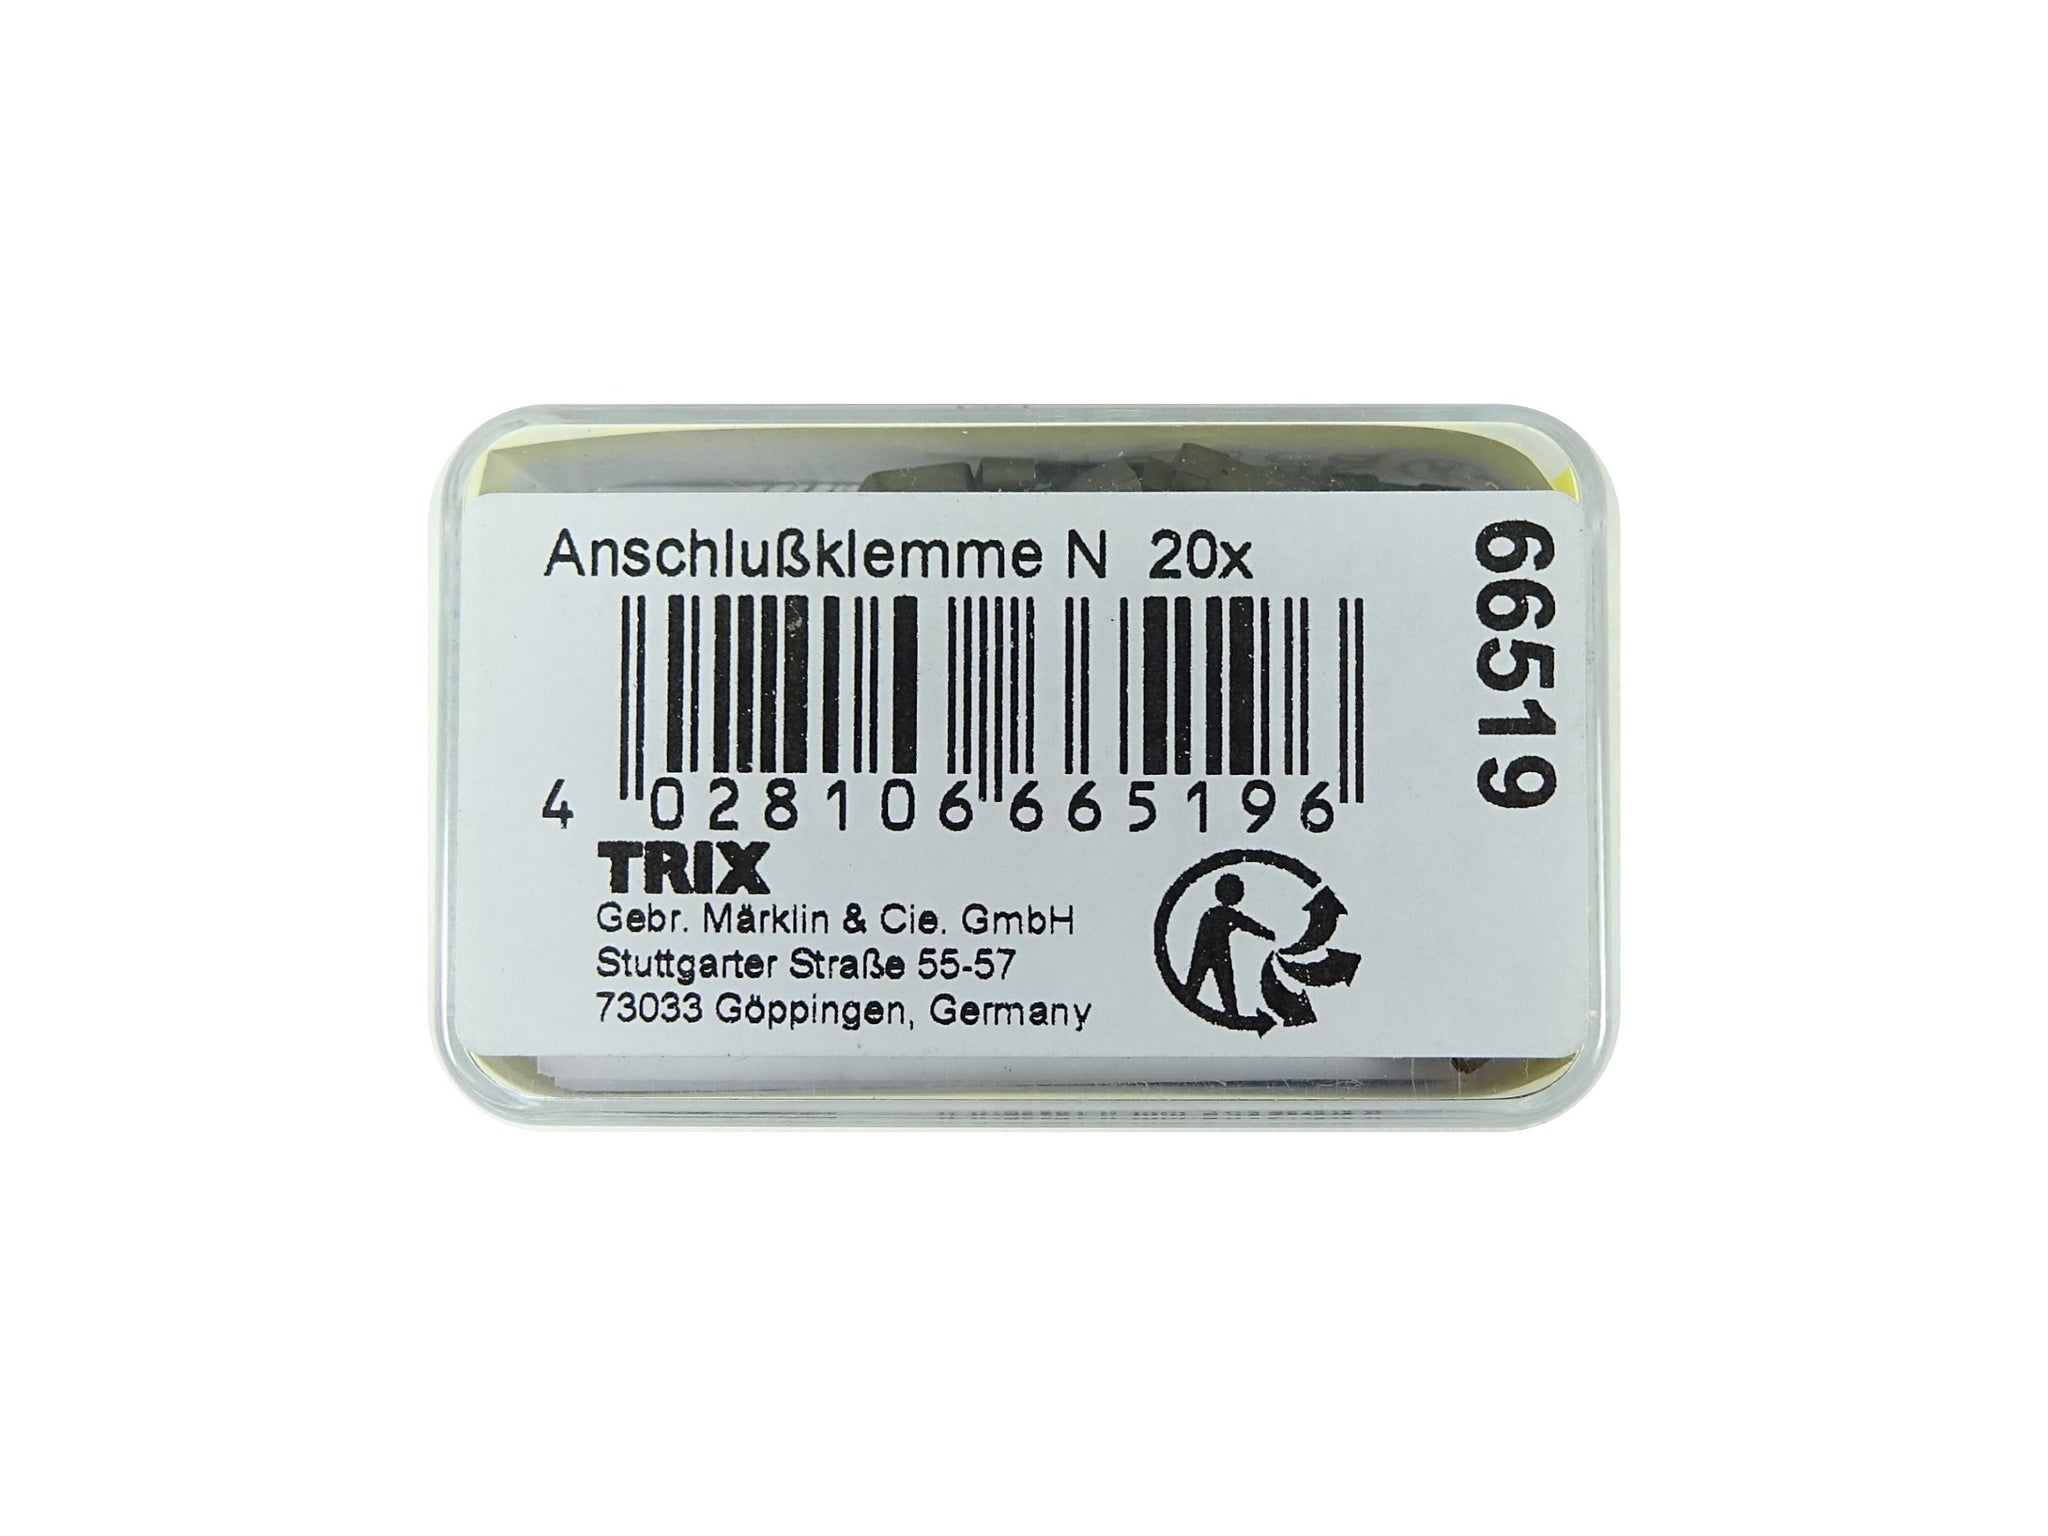 Anschlußklemme N 20x
66519
4 028106 665196
TRIX
Gebr. Märklin & Cie. GmbH
Stuttgarter Straße 55-57
73033 Göppingen, Germany